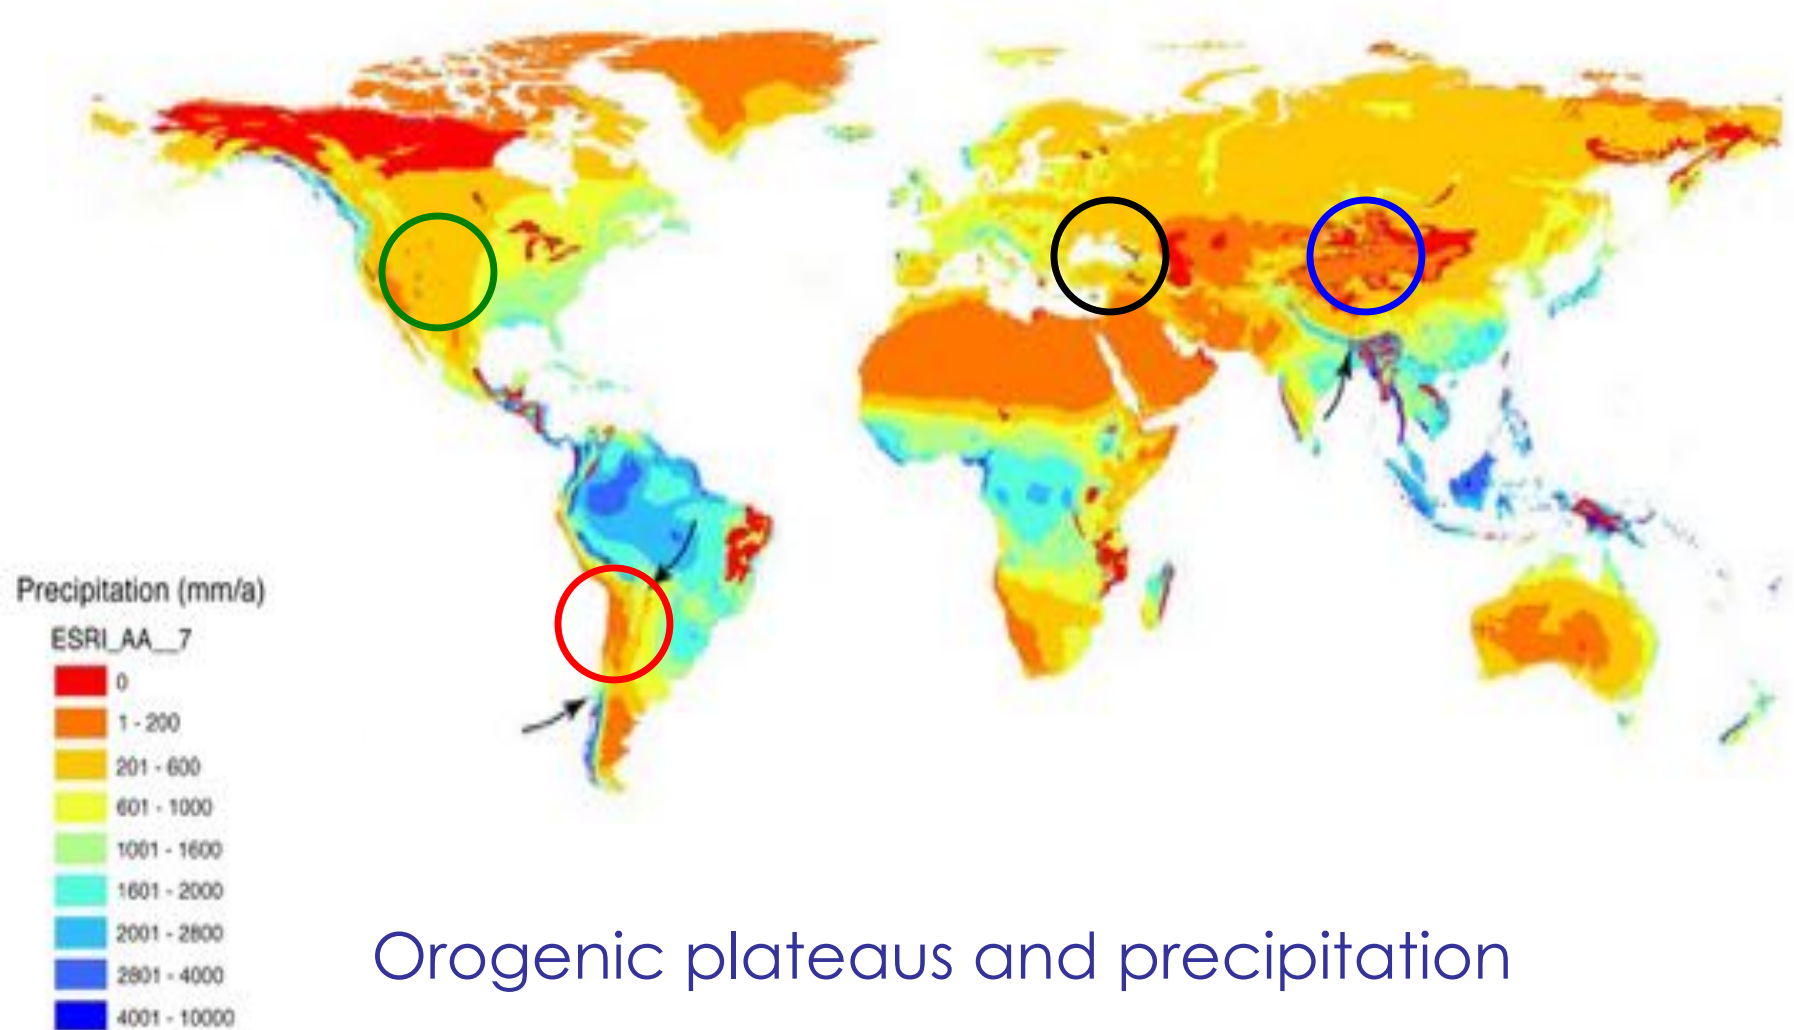 Precipitation (mm/a)
ESRI_AA__7
0
1 - 200
201 - 600
601 - 1000
1001 - 1600
1601 - 2000
2001 - 2800
2801 - 4000
4001 - 10000
Orogenic plateaus and precipitation